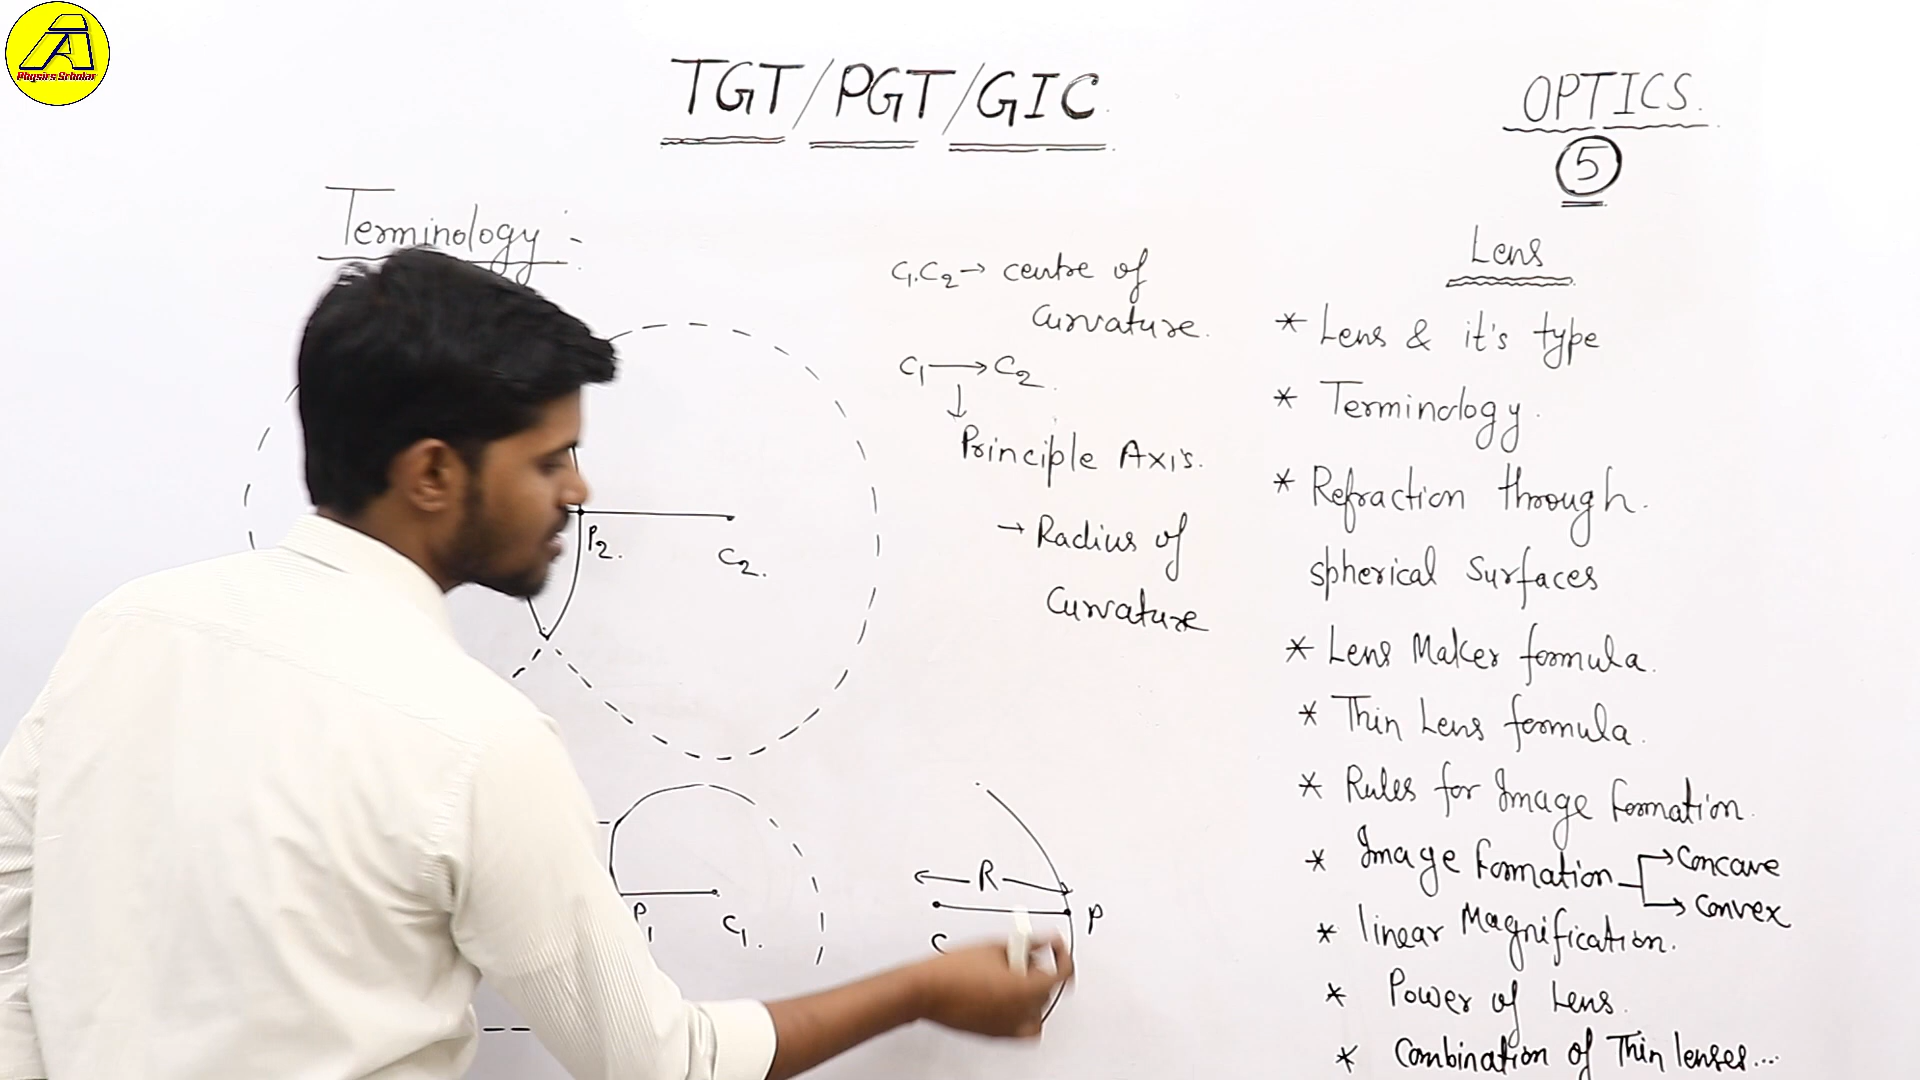 A
Physics Scholar
TGT/PGT/GIC
OPTICS.
5
Terminology :-
Lens
* Lens & it's type
* Terminology.
* Refraction through
spherical surfaces
* Lens Maker formula.
* Thin Lens formula.
* Rules for Image formation.
* Image formation → Concave
→ Convex
* linear Magnification.
* Power of Lens.
* Combination of Thin lenses...
C1.C2 → centre of
Curvature.
C1 → C2.
↓
Principle Axis.
→ Radius of
Curvature
P2.
C2.
P1
C1.
R
C
P